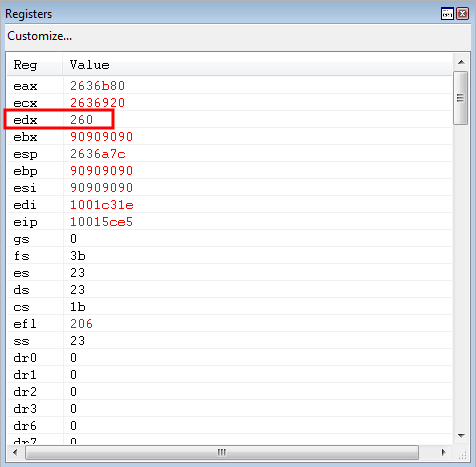 Registers
Customize...
Reg Value
eax 2636b80
ecx 2636920
edx 260
ebx 90909090
esp 2636a7c
ebp 90909090
esi 90909090
edi 1001c31e
eip 10015ce5
gs 0
fs 3b
es 23
ds 23
cs 1b
efl 206
ss 23
dr0 0
dr1 0
dr2 0
dr3 0
dr6 0
dr7 0